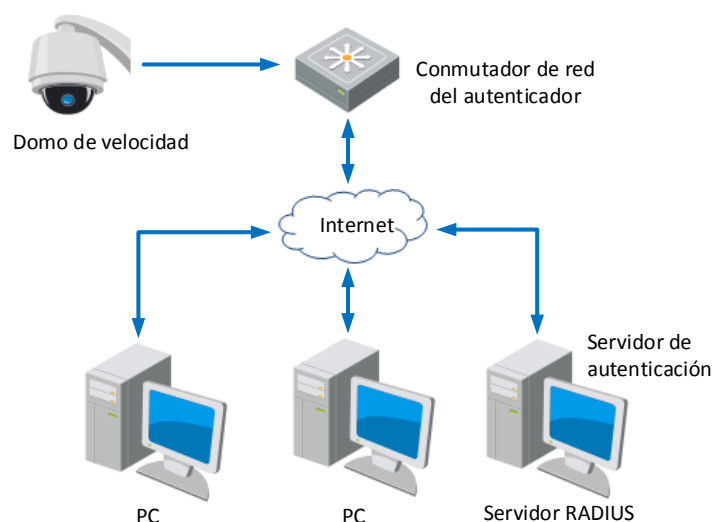 Conmutador de red
del autenticador
Domo de velocidad
Internet
Servidor de
autenticación
PC
PC
Servidor RADIUS